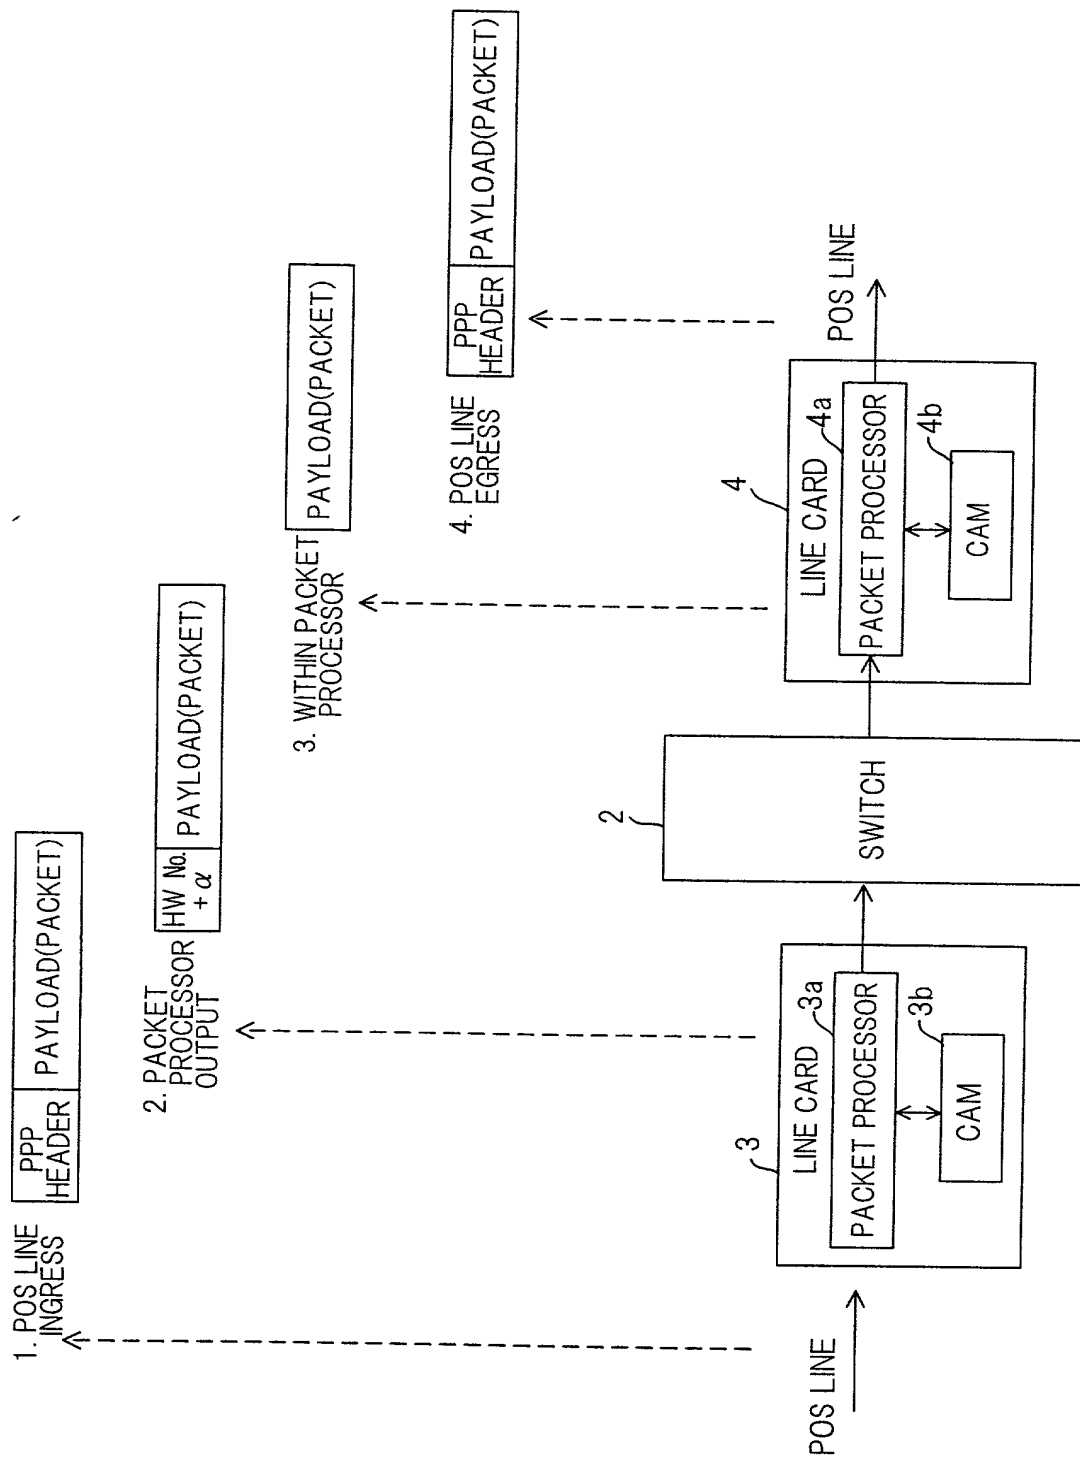 1. POS LINE
INGRESS
PPP
HEADER
PAYLOAD(PACKET)
2. PACKET
PROCESSOR
OUTPUT
HW No.
+ α
PAYLOAD(PACKET)
3. WITHIN PACKET
PROCESSOR
PAYLOAD(PACKET)
4. POS LINE
EGRESS
PPP
HEADER
PAYLOAD(PACKET)
POS LINE
3
LINE CARD
3a
PACKET PROCESSOR
3b
CAM
2
SWITCH
4
LINE CARD
4a
PACKET PROCESSOR
4b
CAM
POS LINE